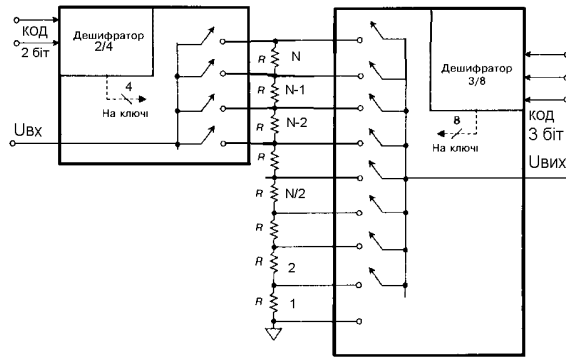 код
2 біт
Дешифратор
2/4
4
На ключі
Uвх
R
N
R
N-1
R
N-2
R
R
N/2
R
R
2
R
1
Дешифратор
3/8
8
На ключі
код
3 біт
Uвих